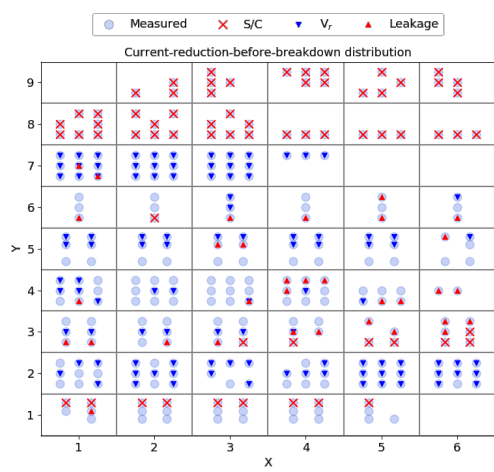 Measured S/C Vr Leakage
Current-reduction-before-breakdown distribution
9
8
7
6
5
4
3
2
1
Y
1 2 3 4 5 6
X